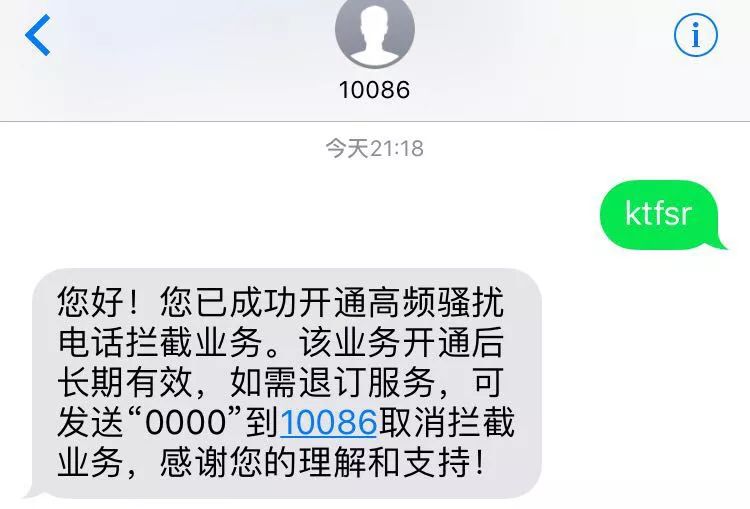 10086
今天21:18
ktfsr
您好！您已成功开通高频骚扰
电话拦截业务。该业务开通后
长期有效，如需退订服务，可
发送“0000”到10086取消拦截
业务，感谢您的理解和支持！